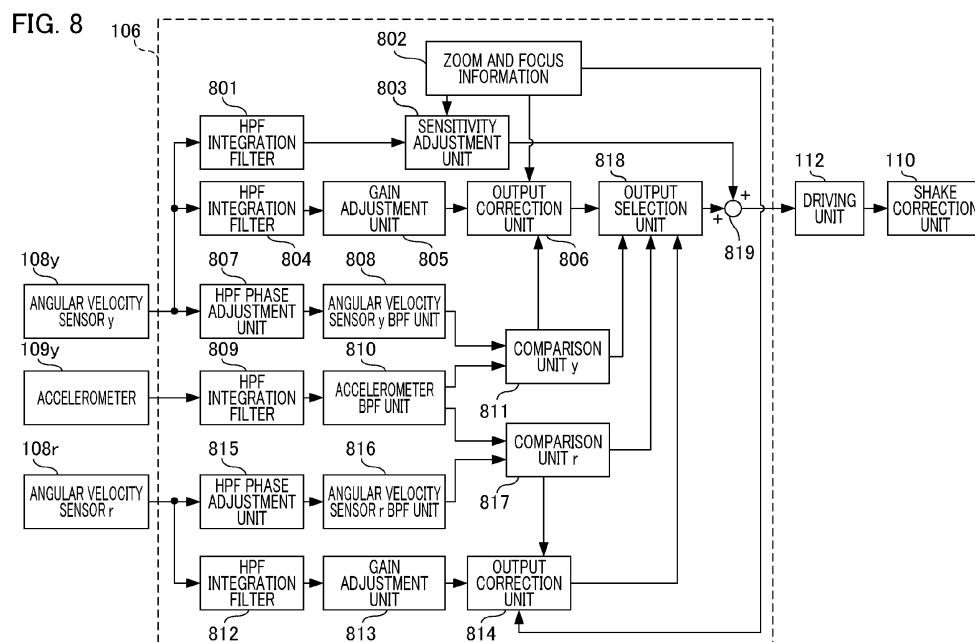 FIG. 8
106
802
ZOOM AND FOCUS
INFORMATION
801
HPF
INTEGRATION
FILTER
803
SENSITIVITY
ADJUSTMENT
UNIT
HPF
INTEGRATION
FILTER
804
GAIN
ADJUSTMENT
UNIT
805
OUTPUT
CORRECTION
UNIT
806
818
OUTPUT
SELECTION
UNIT
+
+
819
112
DRIVING
UNIT
110
SHAKE
CORRECTION
UNIT
108y
ANGULAR VELOCITY
SENSOR y
807
HPF PHASE
ADJUSTMENT
UNIT
808
ANGULAR VELOCITY
SENSOR y BPF UNIT
109y
ACCELEROMETER
809
HPF
INTEGRATION
FILTER
810
ACCELEROMETER
BPF UNIT
COMPARISON
UNIT y
811
108r
ANGULAR VELOCITY
SENSOR r
815
HPF PHASE
ADJUSTMENT
UNIT
816
ANGULAR VELOCITY
SENSOR r BPF UNIT
COMPARISON
UNIT r
817
HPF
INTEGRATION
FILTER
812
GAIN
ADJUSTMENT
UNIT
813
OUTPUT
CORRECTION
UNIT
814